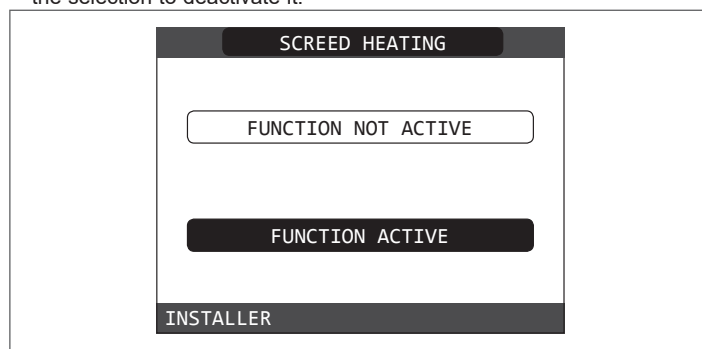 the selection to deactivate it.
SCREED HEATING
FUNCTION NOT ACTIVE
FUNCTION ACTIVE
INSTALLER